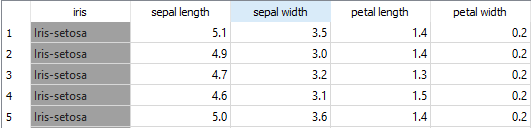 iris sepal length sepal width petal length petal width
1 Iris-setosa 5.1 3.5 1.4 0.2
2 Iris-setosa 4.9 3.0 1.4 0.2
3 Iris-setosa 4.7 3.2 1.3 0.2
4 Iris-setosa 4.6 3.1 1.5 0.2
5 Iris-setosa 5.0 3.6 1.4 0.2